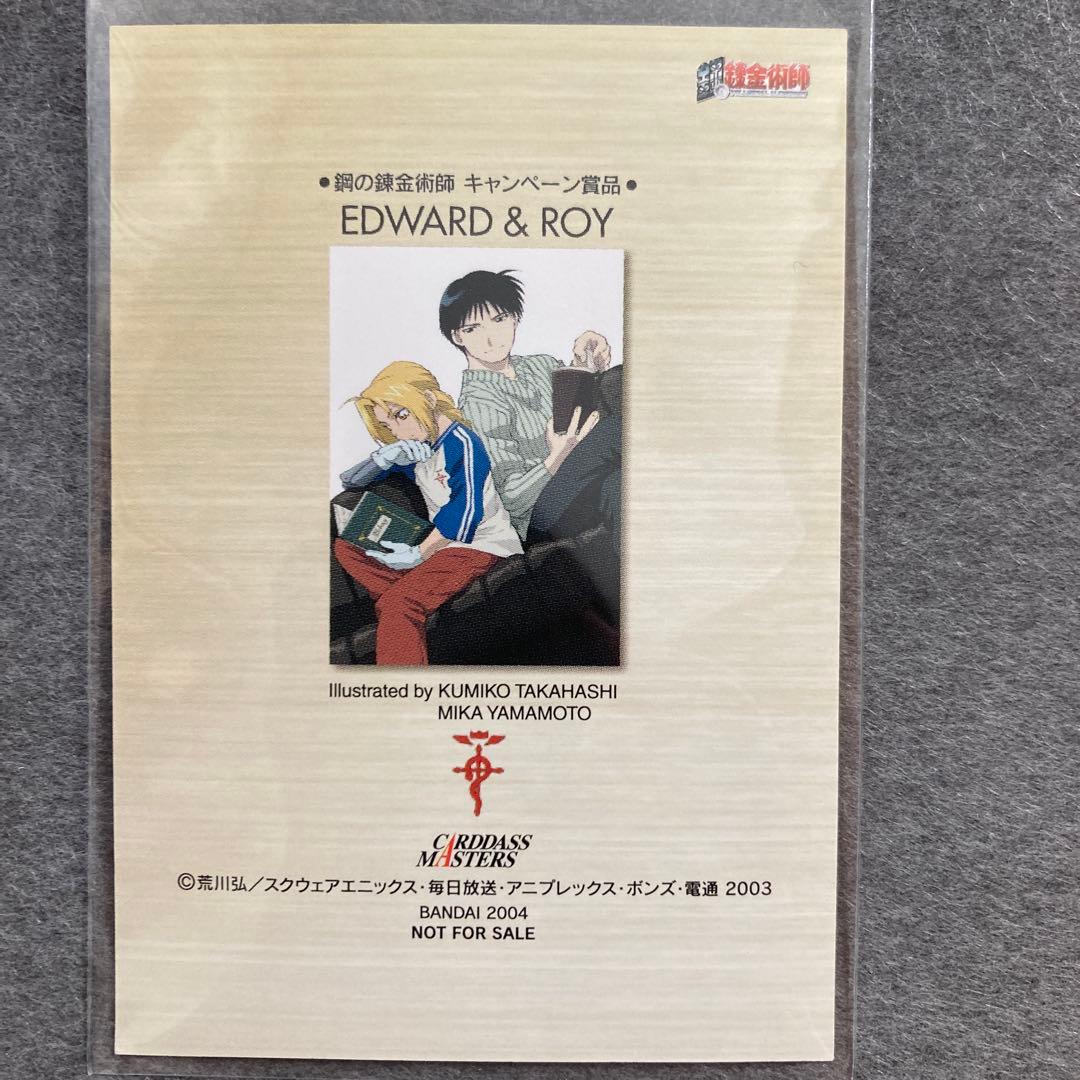 鋼の錬金術師
●鋼の錬金術師 キャンペーン賞品●
EDWARD & ROY
Illustrated by KUMIKO TAKAHASHI
MIKA YAMAMOTO
CARDDASS
MASTERS
©荒川弘／スクウェアエニックス・毎日放送・アニプレックス・ボンズ・電通 2003
BANDAI 2004
NOT FOR SALE